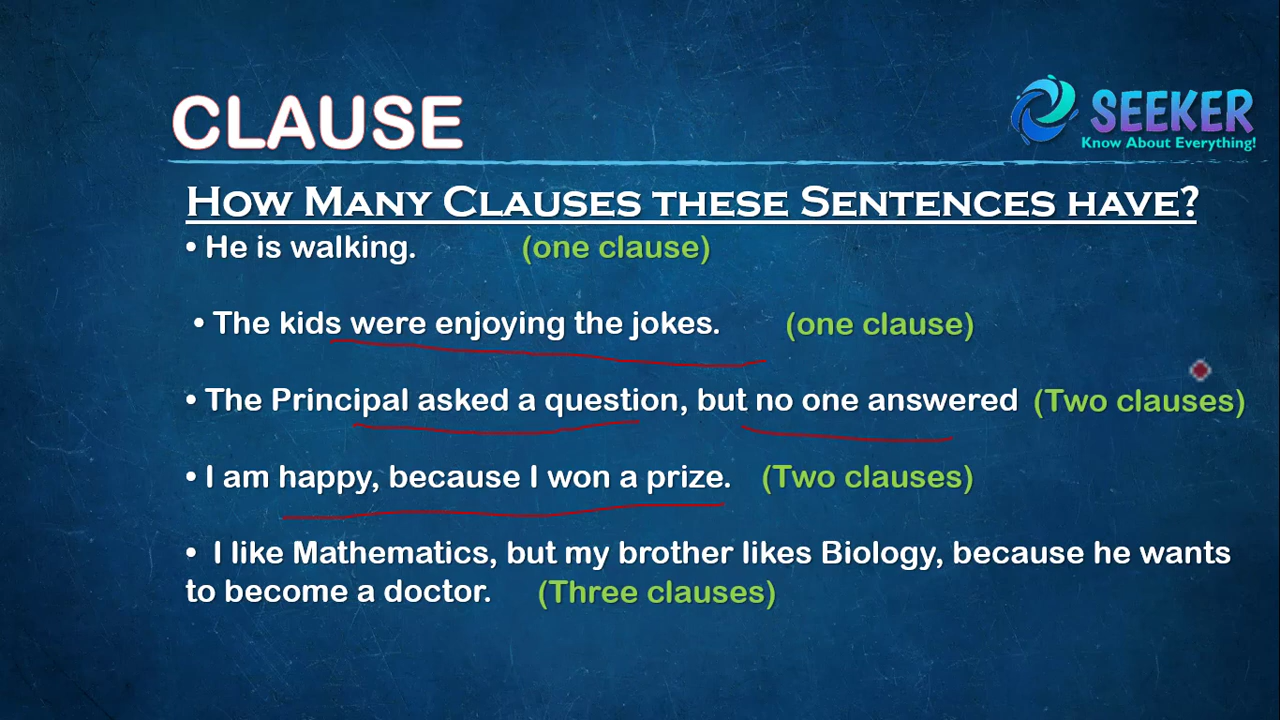 CLAUSE
SEEKER
Know About Everything!
How Many Clauses these Sentences have?
• He is walking. (one clause)
• The kids were enjoying the jokes. (one clause)
• The Principal asked a question, but no one answered (Two clauses)
• I am happy, because I won a prize. (Two clauses)
• I like Mathematics, but my brother likes Biology, because he wants
to become a doctor. (Three clauses)